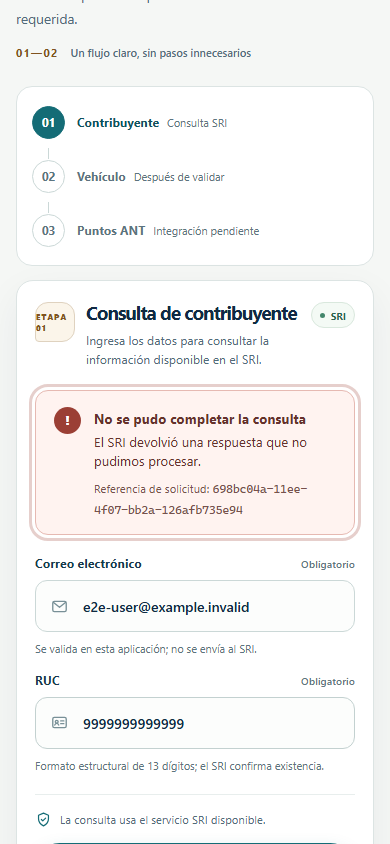 requerida.
01—02 Un flujo claro, sin pasos innecesarios
01 Contribuyente Consulta SRI
02 Vehículo Después de validar
03 Puntos ANT Integración pendiente
ETAPA
01
Consulta de contribuyente
SRI
Ingresa los datos para consultar la
información disponible en el SRI.
!
No se pudo completar la consulta
El SRI devolvió una respuesta que no
pudimos procesar.
Referencia de solicitud: 698bc04a-11ee-
4f07-bb2a-126afb735e94
Correo electrónico Obligatorio
e2e-user@example.invalid
Se valida en esta aplicación; no se envía al SRI.
RUC Obligatorio
9999999999999
Formato estructural de 13 dígitos; el SRI confirma existencia.
La consulta usa el servicio SRI disponible.